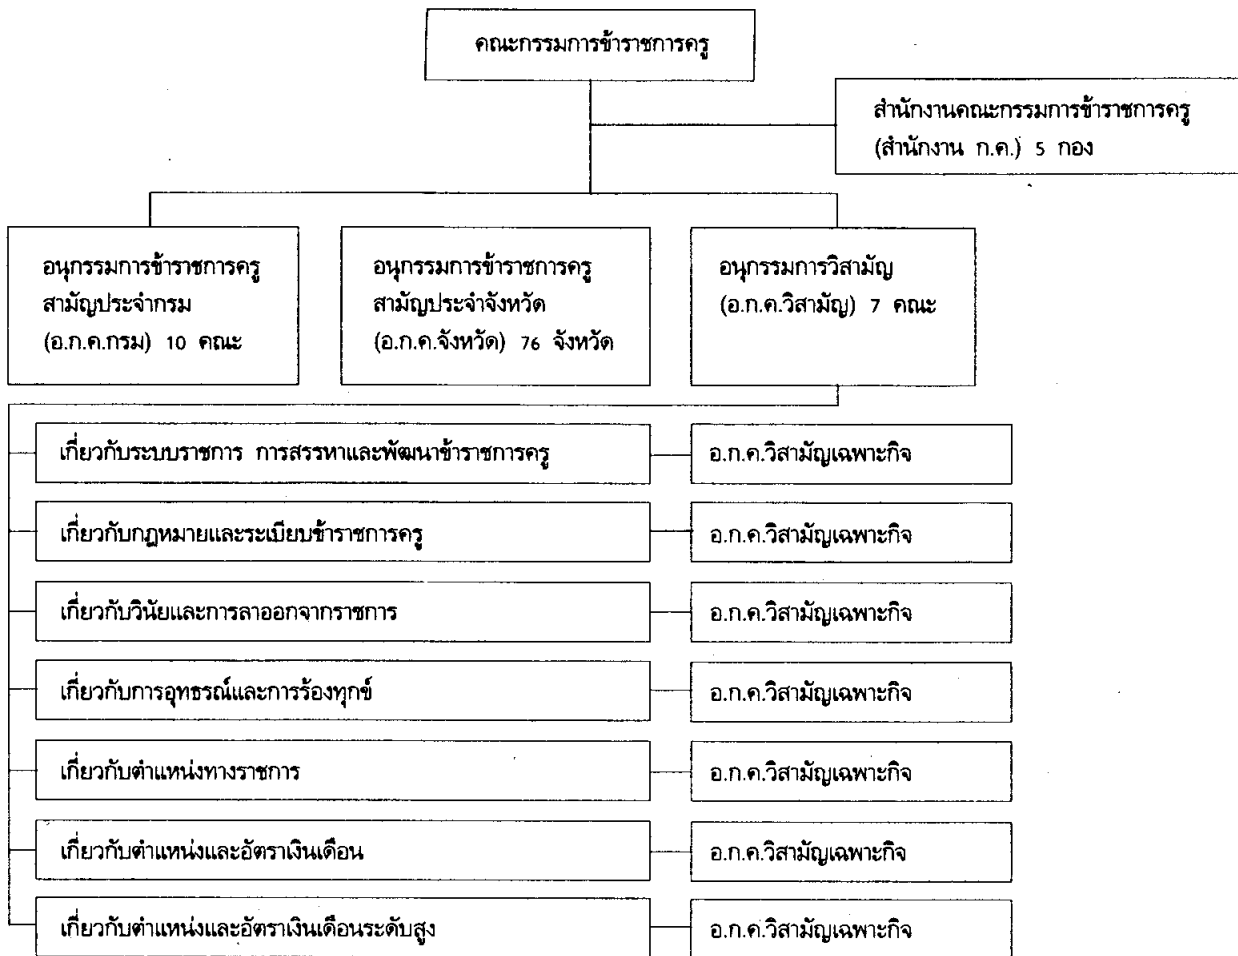 คณะกรรมการข้าราชการครู
สำนักงานคณะกรรมการข้าราชการครู
(สำนักงาน ก.ค.) 5 กอง
อนุกรรมการข้าราชการครู
สามัญประจำกรม
(อ.ก.ค.กรม) 10 คณะ
อนุกรรมการข้าราชการครู
สามัญประจำจังหวัด
(อ.ก.ค.จังหวัด) 76 จังหวัด
อนุกรรมการวิสามัญ
(อ.ก.ค.วิสามัญ) 7 คณะ
เกี่ยวกับระบบราชการ การสรรหาและพัฒนาข้าราชการครู
อ.ก.ค.วิสามัญเฉพาะกิจ
เกี่ยวกับกฎหมายและระเบียบข้าราชการครู
อ.ก.ค.วิสามัญเฉพาะกิจ
เกี่ยวกับวินัยและการลาออกจากราชการ
อ.ก.ค.วิสามัญเฉพาะกิจ
เกี่ยวกับการอุทธรณ์และการร้องทุกข์
อ.ก.ค.วิสามัญเฉพาะกิจ
เกี่ยวกับตำแหน่งทางราชการ
อ.ก.ค.วิสามัญเฉพาะกิจ
เกี่ยวกับตำแหน่งและอัตราเงินเดือน
อ.ก.ค.วิสามัญเฉพาะกิจ
เกี่ยวกับตำแหน่งและอัตราเงินเดือนระดับสูง
อ.ก.ค.วิสามัญเฉพาะกิจ